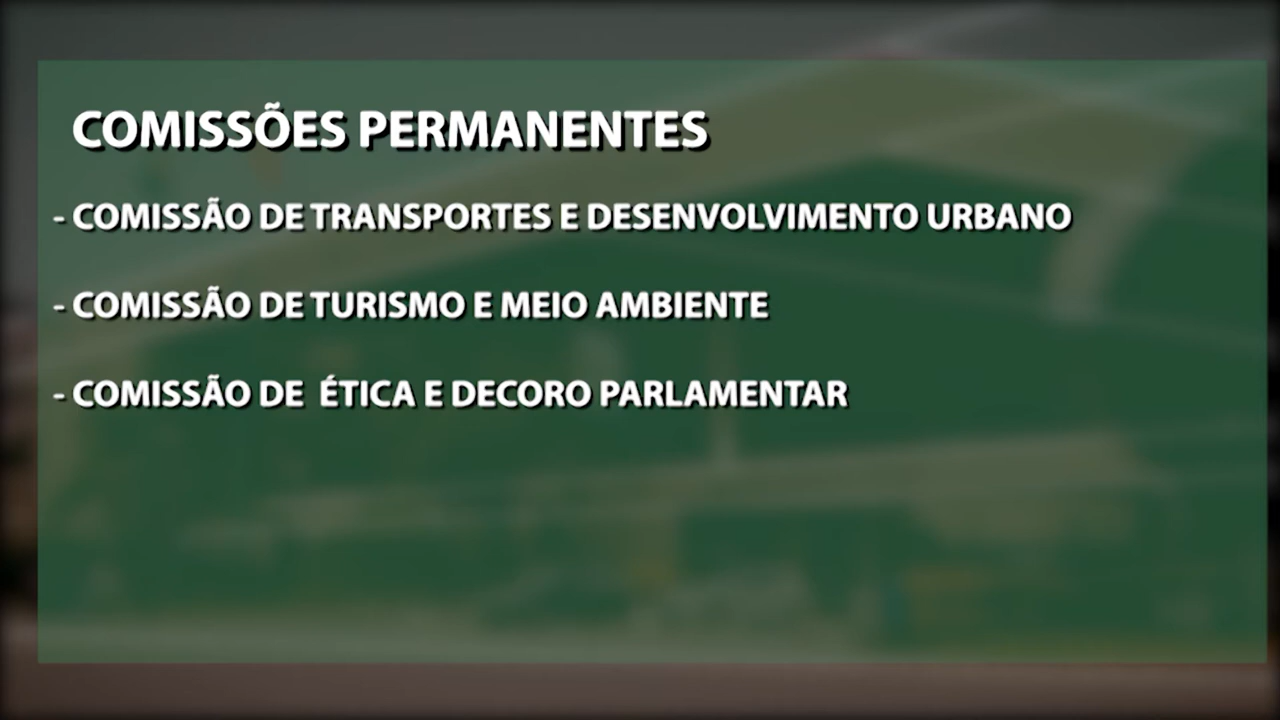 COMISSÕES PERMANENTES
- COMISSÃO DE TRANSPORTES E DESENVOLVIMENTO URBANO
- COMISSÃO DE TURISMO E MEIO AMBIENTE
- COMISSÃO DE ÉTICA E DECORO PARLAMENTAR